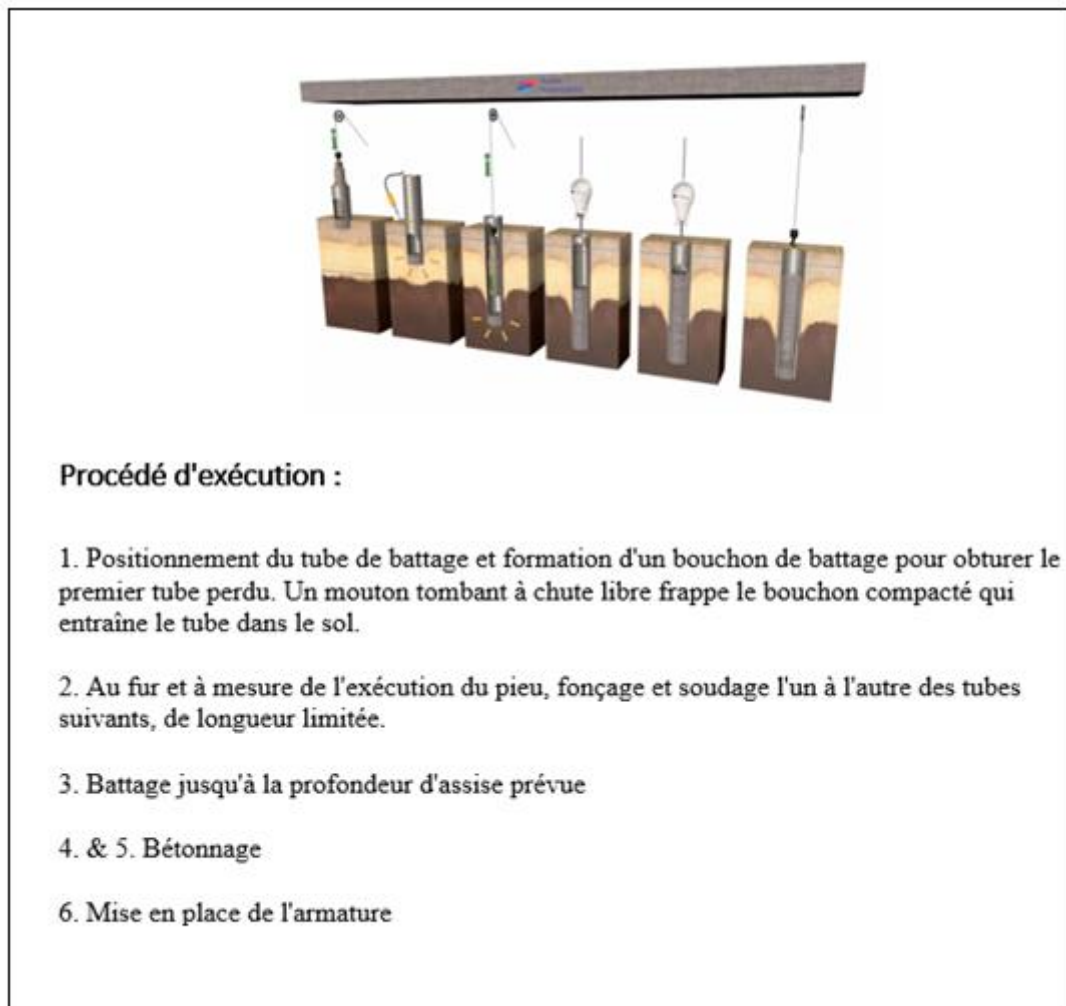 Procédé d'exécution :
1. Positionnement du tube de battage et formation d'un bouchon de battage pour obturer le
premier tube perdu. Un mouton tombant à chute libre frappe le bouchon compacté qui
entraîne le tube dans le sol.
2. Au fur et à mesure de l'exécution du pieu, fonçage et soudage l'un à l'autre des tubes
suivants, de longueur limitée.
3. Battage jusqu'à la profondeur d'assise prévue
4. & 5. Bétonnage
6. Mise en place de l'armature